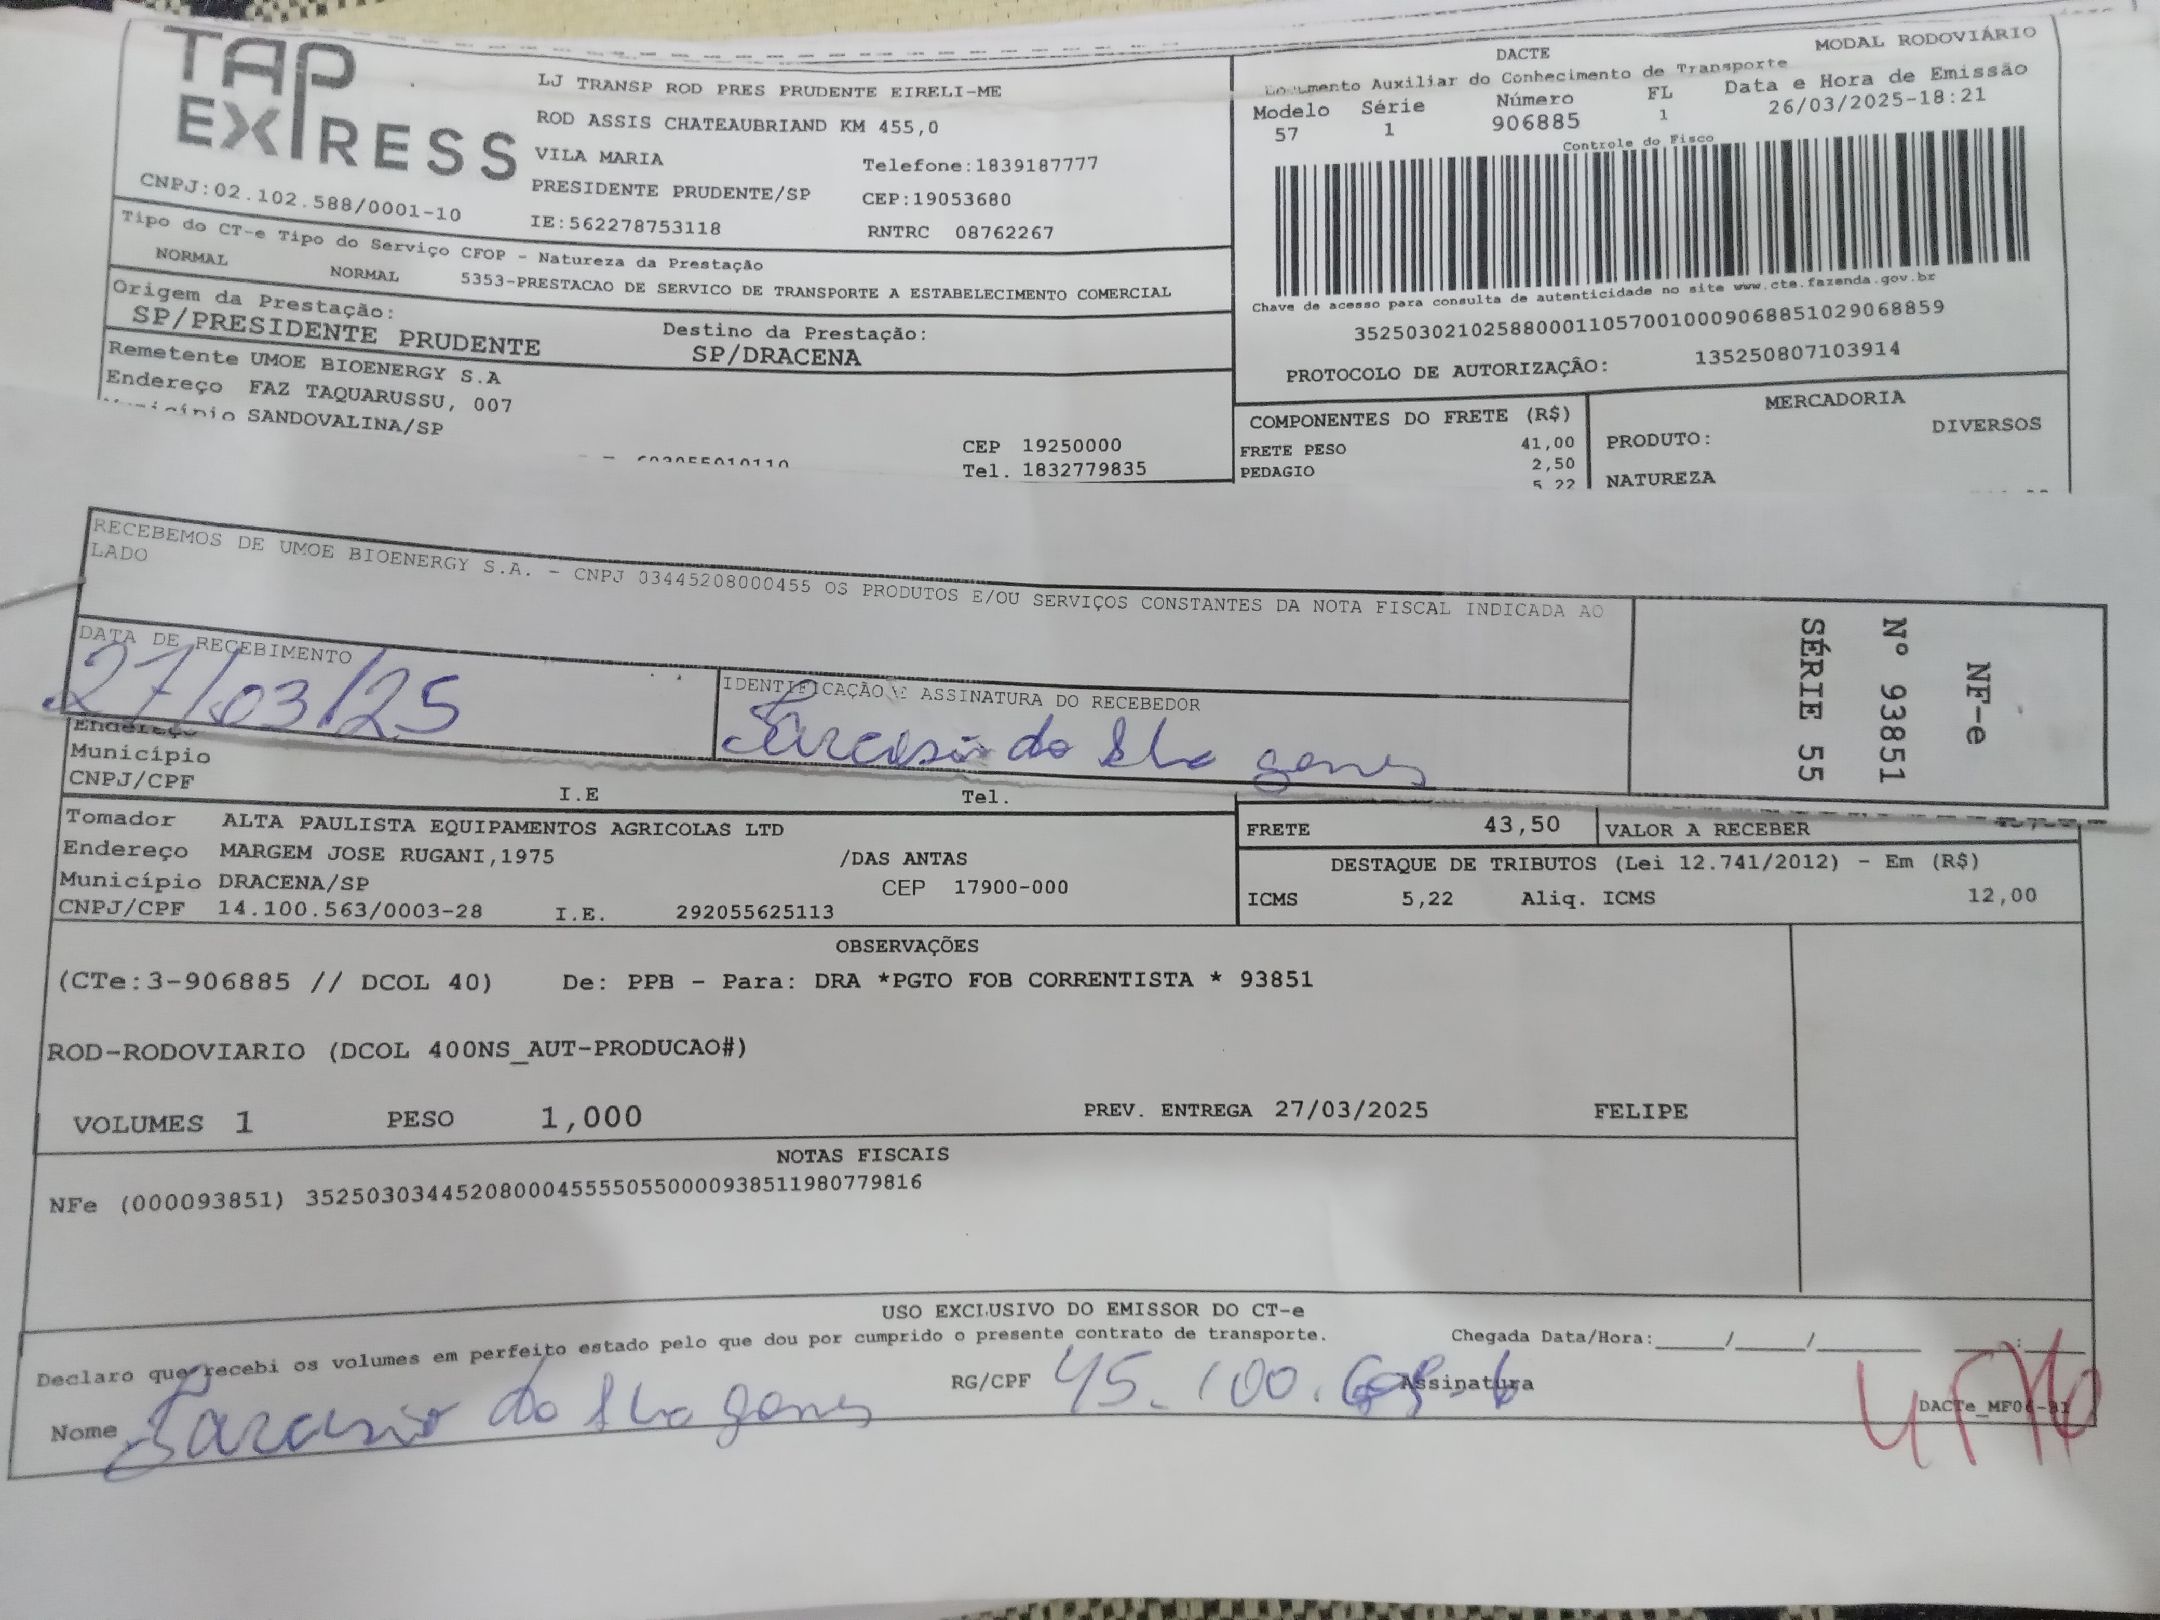 TAP
EXPRESS
CNPJ:02.102.588/0001-10
LJ TRANSP ROD PRES PRUDENTE EIRELI-ME
ROD ASSIS CHATEAUBRIAND KM 455,0
VILA MARIA Telefone:1839187777
PRESIDENTE PRUDENTE/SP CEP:19053680
IE:562278753118 RNTRC 08762267
DACTE MODAL RODOVIÁRIO
Documento Auxiliar do Conhecimento de Transporte
Modelo Série Número FL Data e Hora de Emissão
57 1 906885 1 26/03/2025-18:21
Controle do Fisco
Chave de acesso para consulta de autenticidade no site www.cte.fazenda.gov.br
35250302102588000110570010009068851029068859
PROTOCOLO DE AUTORIZAÇÃO: 135250807103914
Tipo do CT-e Tipo do Serviço CFOP - Natureza da Prestação
NORMAL NORMAL 5353-PRESTACAO DE SERVICO DE TRANSPORTE A ESTABELECIMENTO COMERCIAL
Origem da Prestação: Destino da Prestação:
SP/PRESIDENTE PRUDENTE SP/DRACENA
Remetente UMOE BIOENERGY S.A
Endereço FAZ TAQUARUSSU, 007
Município SANDOVALINA/SP CEP 19250000
Tel. 1832779835
COMPONENTES DO FRETE (R$) MERCADORIA
FRETE PESO 41,00 PRODUTO: DIVERSOS
PEDAGIO 2,50
5,22 NATUREZA
RECEBEMOS DE UMOE BIOENERGY S.A. - CNPJ 03445208000455 OS PRODUTOS E/OU SERVIÇOS CONSTANTES DA NOTA FISCAL INDICADA AO
LADO
DATA DE RECEBIMENTO
27/03/25
IDENTIFICAÇÃO E ASSINATURA DO RECEBEDOR
NF-e
Nº 93851
SÉRIE 55
Endereço
Município
CNPJ/CPF I.E Tel.
Tomador ALTA PAULISTA EQUIPAMENTOS AGRICOLAS LTD
Endereço MARGEM JOSE RUGANI,1975 /DAS ANTAS
Município DRACENA/SP CEP 17900-000
CNPJ/CPF 14.100.563/0003-28 I.E. 292055625113
FRETE 43,50 VALOR A RECEBER
DESTAQUE DE TRIBUTOS (Lei 12.741/2012) - Em (R$)
ICMS 5,22 Aliq. ICMS 12,00
OBSERVAÇÕES
(CTe:3-906885 // DCOL 40) De: PPB - Para: DRA *PGTO FOB CORRENTISTA * 93851
ROD-RODOVIARIO (DCOL 400NS_AUT-PRODUCAO#)
VOLUMES 1 PESO 1,000 PREV. ENTREGA 27/03/2025 FELIPE
NOTAS FISCAIS
NFe (000093851) 35250303445208000455550550000938511980779816
USO EXCLUSIVO DO EMISSOR DO CT-e
Declaro que recebi os volumes em perfeito estado pelo que dou por cumprido o presente contrato de transporte. Chegada Data/Hora:_____/_____/_______ ___:____
Nome RG/CPF 45.100. Assinatura